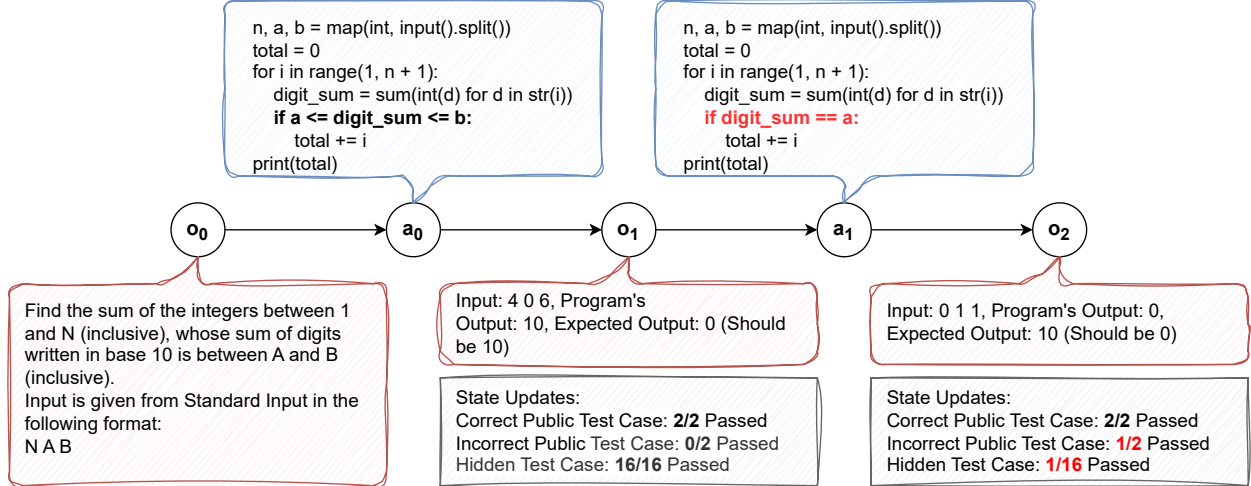 n, a, b = map(int, input().split())
total = 0
for i in range(1, n + 1):
digit_sum = sum(int(d) for d in str(i))
if a <= digit_sum <= b:
total += i
print(total)
n, a, b = map(int, input().split())
total = 0
for i in range(1, n + 1):
digit_sum = sum(int(d) for d in str(i))
if digit_sum == a:
total += i
print(total)
o0
a0
o1
a1
o2
Find the sum of the integers between 1
and N (inclusive), whose sum of digits
written in base 10 is between A and B
(inclusive).
Input is given from Standard Input in the
following format:
N A B
Input: 4 0 6, Program's
Output: 10, Expected Output: 0 (Should
be 10)
State Updates:
Correct Public Test Case: 2/2 Passed
Incorrect Public Test Case: 0/2 Passed
Hidden Test Case: 16/16 Passed
Input: 0 1 1, Program's Output: 0,
Expected Output: 10 (Should be 0)
State Updates:
Correct Public Test Case: 2/2 Passed
Incorrect Public Test Case: 1/2 Passed
Hidden Test Case: 1/16 Passed